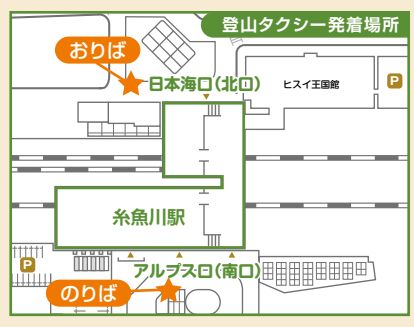 登山タクシー発着場所
おりば
日本海口(北口)
ヒスイ王国館
P
糸魚川駅
アルプス口(南口)
P
のりば